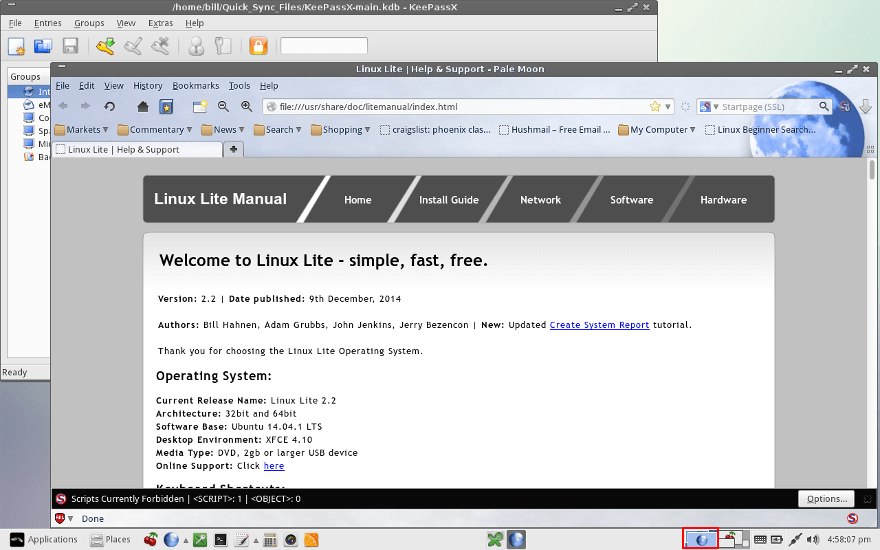 /home/bill/Quick_Sync_Files/KeePassX-main.kdb - KeePassX
File Entries Groups View Extras Help
Groups
Int
eM
Co
Spa
Mi
Ba
Ready
Linux Lite | Help & Support - Pale Moon
File Edit View History Bookmarks Tools Help
file:///usr/share/doc/litemanual/index.html
Startpage (SSL)
Markets Commentary News Search Shopping craigslist: phoenix clas... Hushmail – Free Email ... My Computer Linux Beginner Search...
Linux Lite | Help & Support
Linux Lite Manual Home Install Guide Network Software Hardware
Welcome to Linux Lite - simple, fast, free.
Version: 2.2 | Date published: 9th December, 2014
Authors: Bill Hahnen, Adam Grubbs, John Jenkins, Jerry Bezencon | New: Updated Create System Report tutorial.
Thank you for choosing the Linux Lite Operating System.
Operating System:
Current Release Name: Linux Lite 2.2
Architecture: 32bit and 64bit
Software Base: Ubuntu 14.04.1 LTS
Desktop Environment: XFCE 4.10
Media Type: DVD, 2gb or larger USB device
Online Support: Click here
Keyboard Shortcuts:
Scripts Currently Forbidden | <SCRIPT>: 1 | <OBJECT>: 0
Options...
Done
Applications Places 4:58:07 pm